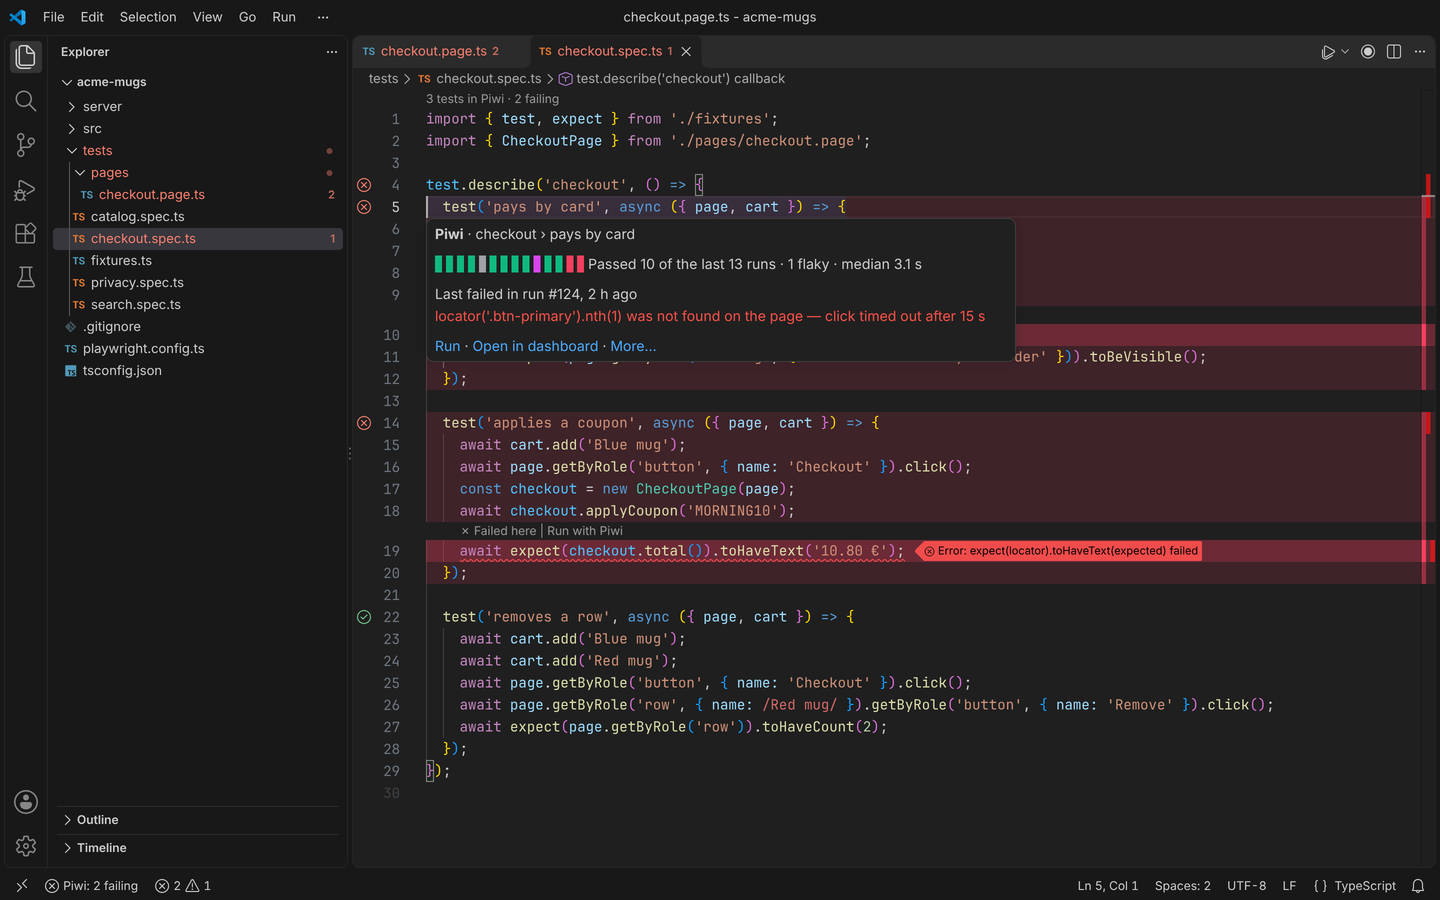 File Edit Selection View Go Run ···
checkout.page.ts - acme-mugs
Explorer
acme-mugs
server
src
tests
pages
TS checkout.page.ts 2
TS catalog.spec.ts
TS checkout.spec.ts 1
TS fixtures.ts
TS privacy.spec.ts
TS search.spec.ts
.gitignore
TS playwright.config.ts
TS tsconfig.json
Outline
Timeline
TS checkout.page.ts 2
TS checkout.spec.ts 1
tests > TS checkout.spec.ts > test.describe('checkout') callback
3 tests in Piwi · 2 failing
1 import { test, expect } from './fixtures';
2 import { CheckoutPage } from './pages/checkout.page';
3
4 test.describe('checkout', () => {
5 test('pays by card', async ({ page, cart }) => {
6
7
8
9
Piwi · checkout › pays by card
Passed 10 of the last 13 runs · 1 flaky · median 3.1 s
Last failed in run #124, 2 h ago
locator('.btn-primary').nth(1) was not found on the page — click timed out after 15 s
Run · Open in dashboard · More...
10
11 der' })).toBeVisible();
12 });
13
14 test('applies a coupon', async ({ page, cart }) => {
15 await cart.add('Blue mug');
16 await page.getByRole('button', { name: 'Checkout' }).click();
17 const checkout = new CheckoutPage(page);
18 await checkout.applyCoupon('MORNING10');
× Failed here | Run with Piwi
19 await expect(checkout.total()).toHaveText('10.80 €'); Error: expect(locator).toHaveText(expected) failed
20 });
21
22 test('removes a row', async ({ page, cart }) => {
23 await cart.add('Blue mug');
24 await cart.add('Red mug');
25 await page.getByRole('button', { name: 'Checkout' }).click();
26 await page.getByRole('row', { name: /Red mug/ }).getByRole('button', { name: 'Remove' }).click();
27 await expect(page.getByRole('row')).toHaveCount(2);
28 });
29 });
30
Piwi: 2 failing 2 1
Ln 5, Col 1 Spaces: 2 UTF-8 LF { } TypeScript